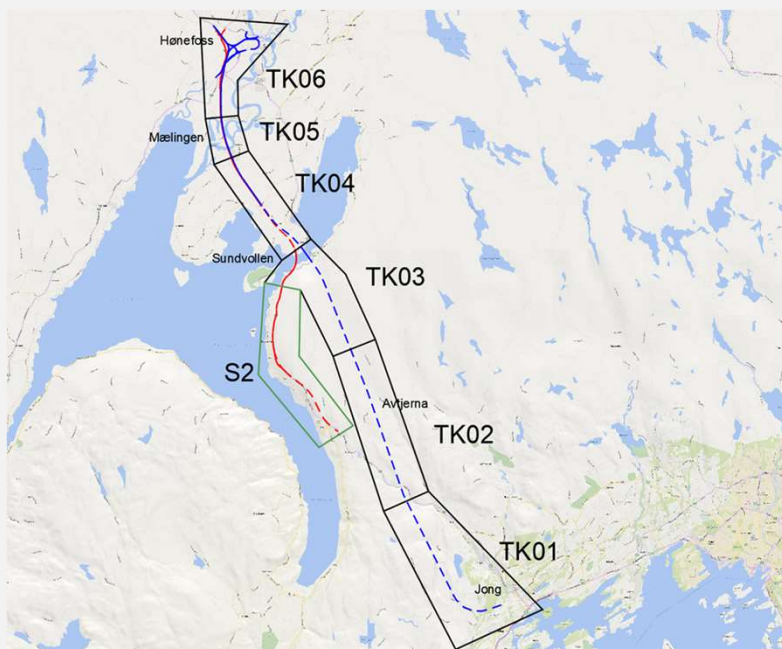 Hønefoss
TK06
Mælingen
TK05
TK04
Sundvollen
TK03
S2
Avtjerna
TK02
TK01
Jong